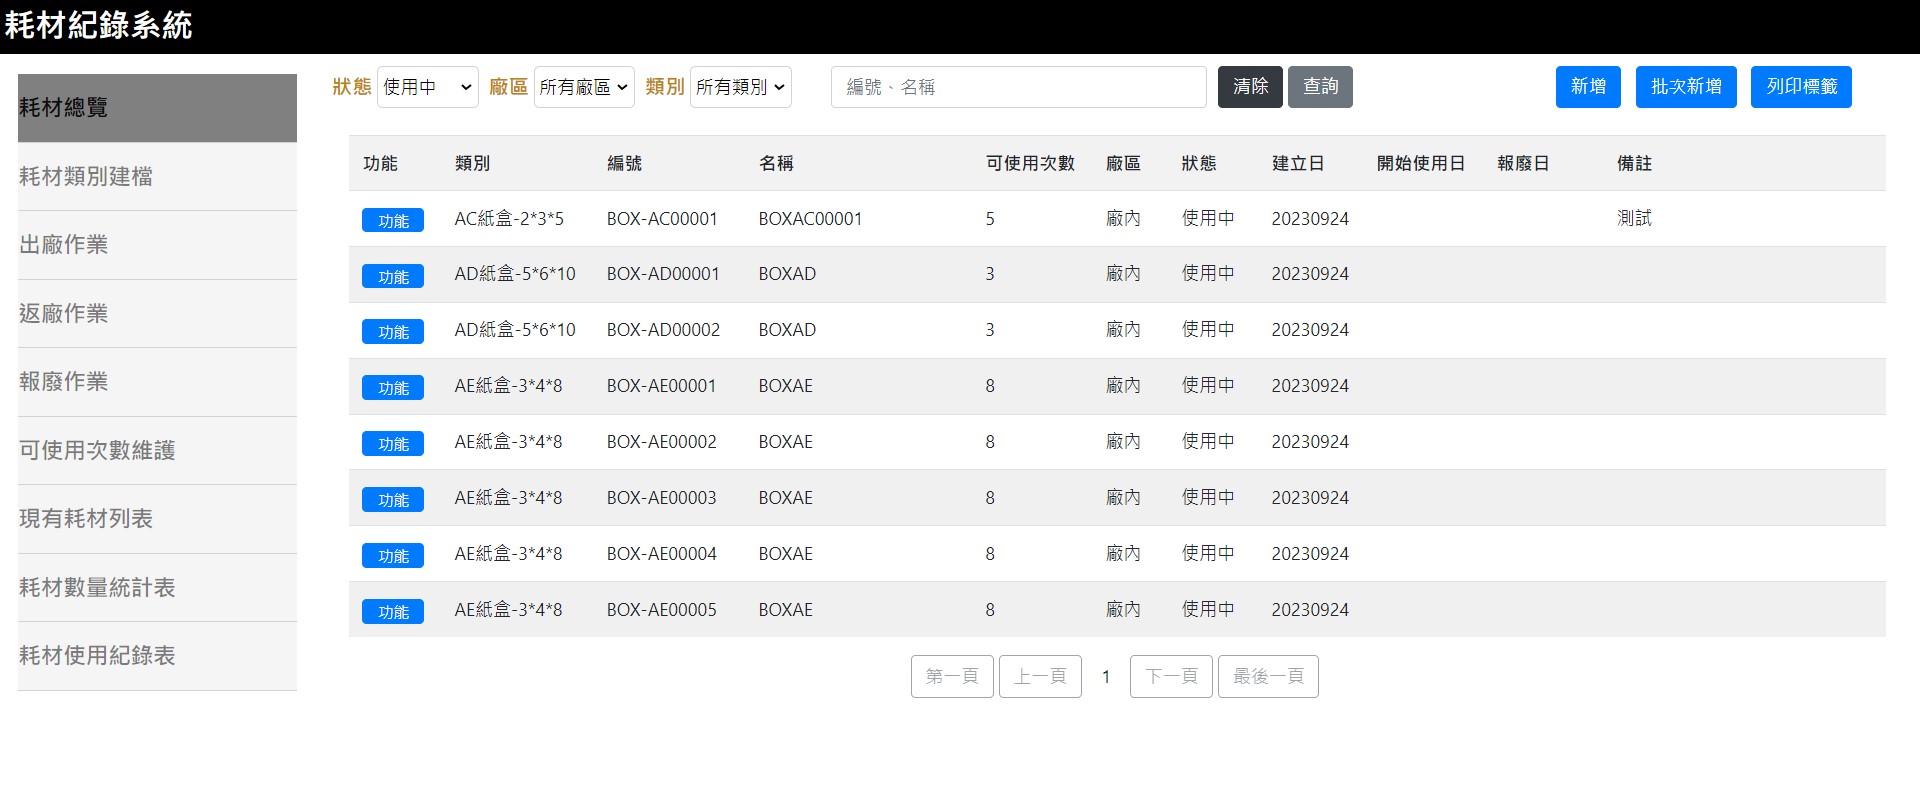 耗材紀錄系統
耗材總覽
耗材類別建檔
出廠作業
返廠作業
報廢作業
可使用次數維護
現有耗材列表
耗材數量統計表
耗材使用紀錄表
狀態 使用中 廠區 所有廠區 類別 所有類別 編號、名稱 清除 查詢 新增 批次新增 列印標籤
功能 類別 編號 名稱 可使用次數 廠區 狀態 建立日 開始使用日 報廢日 備註
功能 AC紙盒-2*3*5 BOX-AC00001 BOXAC00001 5 廠內 使用中 20230924 測試
功能 AD紙盒-5*6*10 BOX-AD00001 BOXAD 3 廠內 使用中 20230924
功能 AD紙盒-5*6*10 BOX-AD00002 BOXAD 3 廠內 使用中 20230924
功能 AE紙盒-3*4*8 BOX-AE00001 BOXAE 8 廠內 使用中 20230924
功能 AE紙盒-3*4*8 BOX-AE00002 BOXAE 8 廠內 使用中 20230924
功能 AE紙盒-3*4*8 BOX-AE00003 BOXAE 8 廠內 使用中 20230924
功能 AE紙盒-3*4*8 BOX-AE00004 BOXAE 8 廠內 使用中 20230924
功能 AE紙盒-3*4*8 BOX-AE00005 BOXAE 8 廠內 使用中 20230924
第一頁 上一頁 1 下一頁 最後一頁